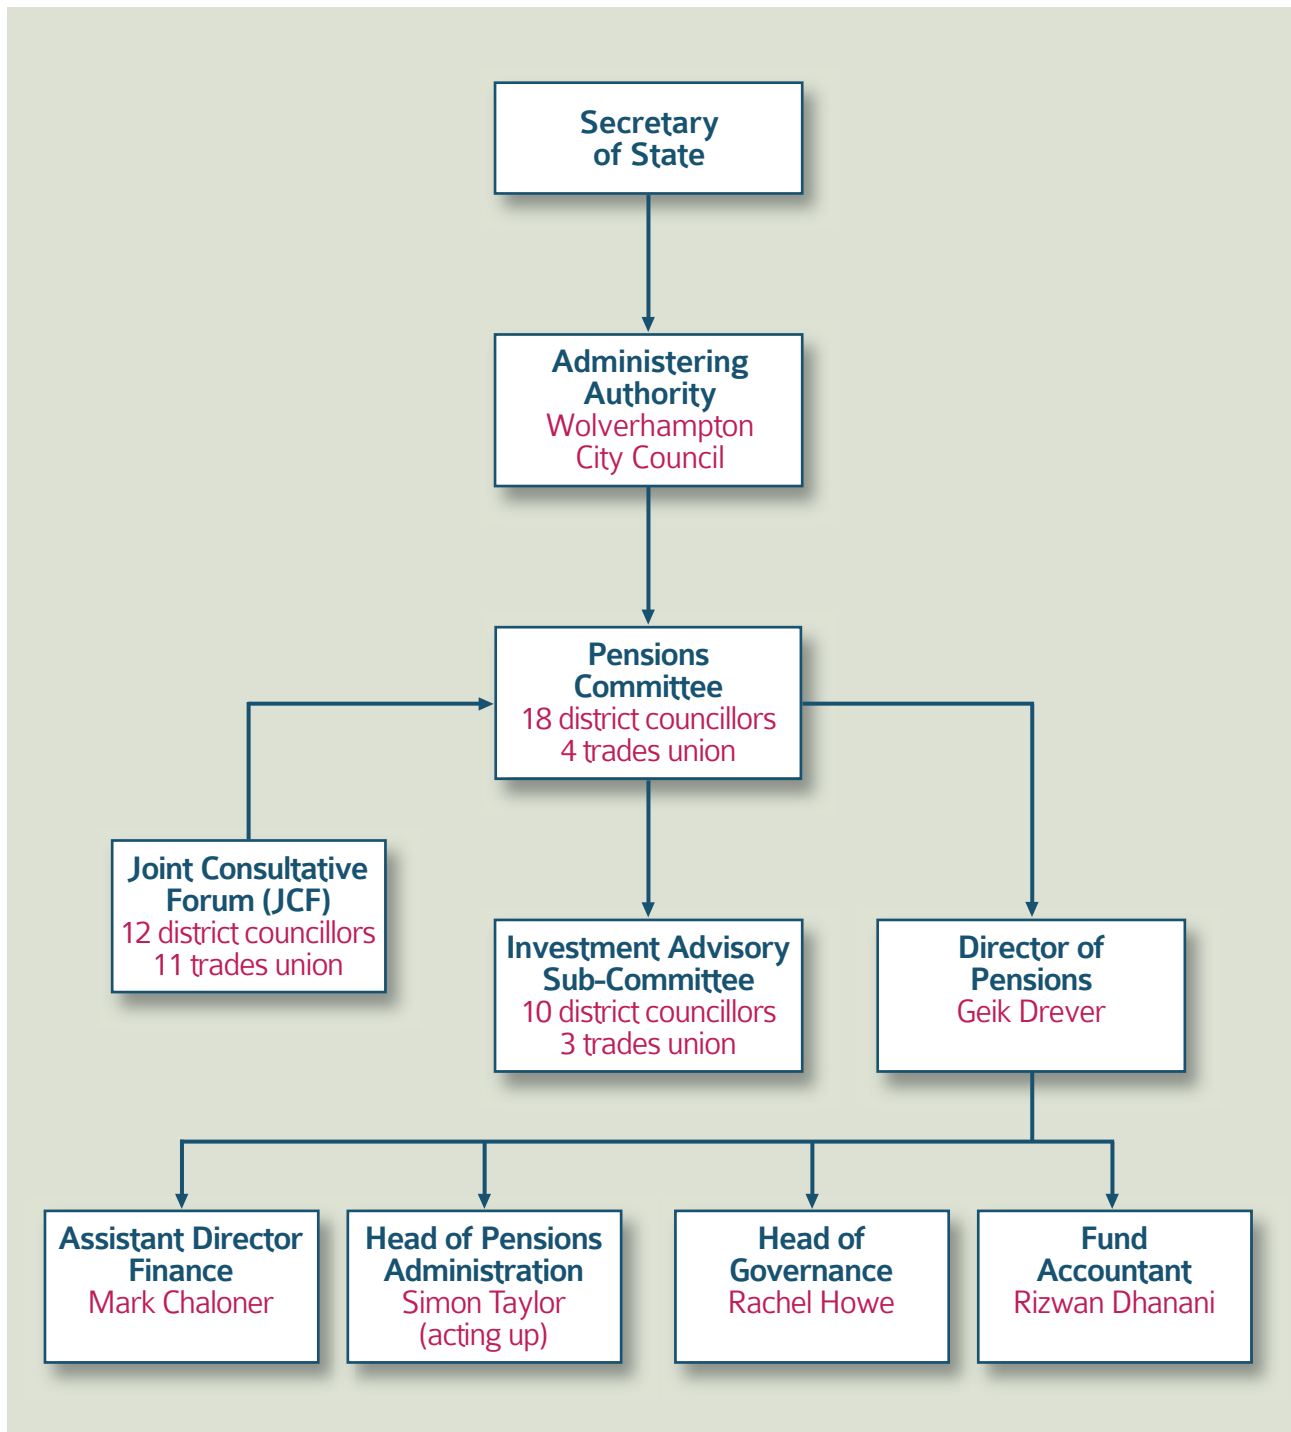 Secretary
of State
Administering
Authority
Wolverhampton
City Council
Pensions
Committee
18 district councillors
4 trades union
Joint Consultative
Forum (JCF)
12 district councillors
11 trades union
Investment Advisory
Sub-Committee
10 district councillors
3 trades union
Director of
Pensions
Geik Drever
Assistant Director
Finance
Mark Chaloner
Head of Pensions
Administration
Simon Taylor
(acting up)
Head of
Governance
Rachel Howe
Fund
Accountant
Rizwan Dhanani